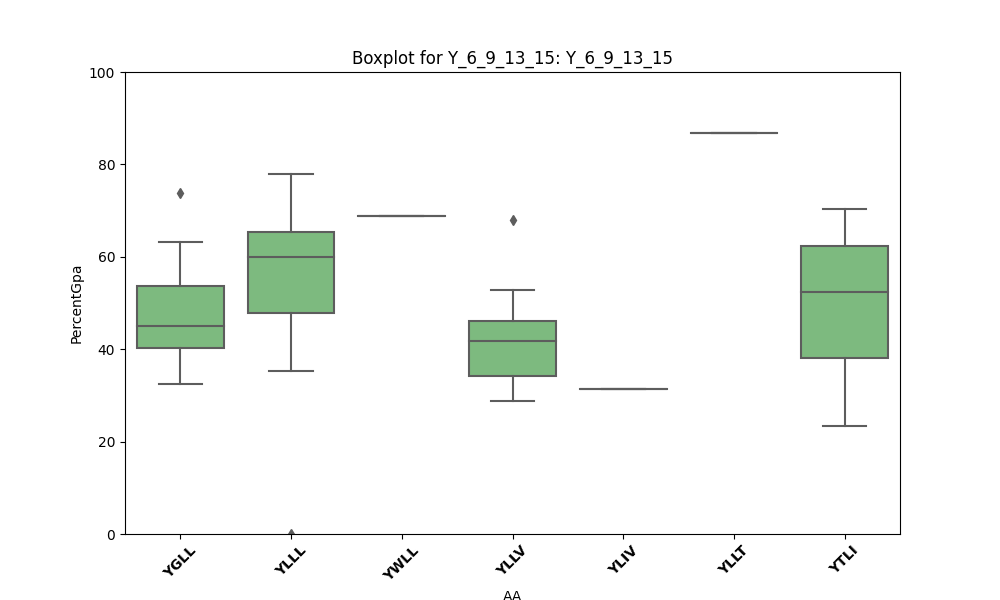 Boxplot for Y_6_9_13_15: Y_6_9_13_15
100
80
60
40
20
0
PercentGpa
YGLL
YLLL
YWLL
YLLV
YLIV
YLLT
YTLI
AA